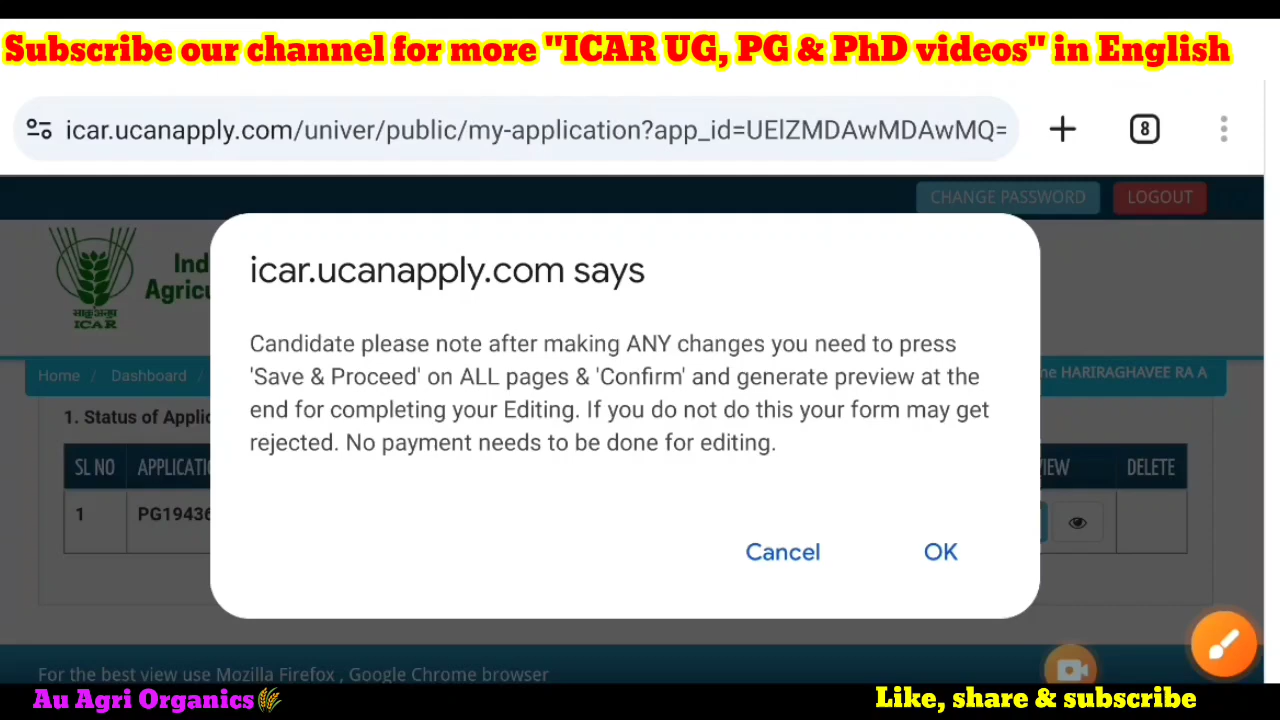 Subscribe our channel for more "ICAR UG, PG & PhD videos" in English
icar.ucanapply.com/univer/public/my-application?app_id=UElZMDAwMDAwMQ=
8
CHANGE PASSWORD
LOGOUT
Ind
Agricu
साकृअनुप
ICAR
icar.ucanapply.com says
Candidate please note after making ANY changes you need to press
'Save & Proceed' on ALL pages & 'Confirm' and generate preview at the
end for completing your Editing. If you do not do this your form may get
rejected. No payment needs to be done for editing.
Cancel
OK
Home / Dashboard /
ne HARIRAGHAVEE RA A
1. Status of Applic
SL NO
APPLICATI
IEW
DELETE
1
PG19436
For the best view use Mozilla Firefox , Google Chrome browser
Au Agri Organics
Like, share & subscribe